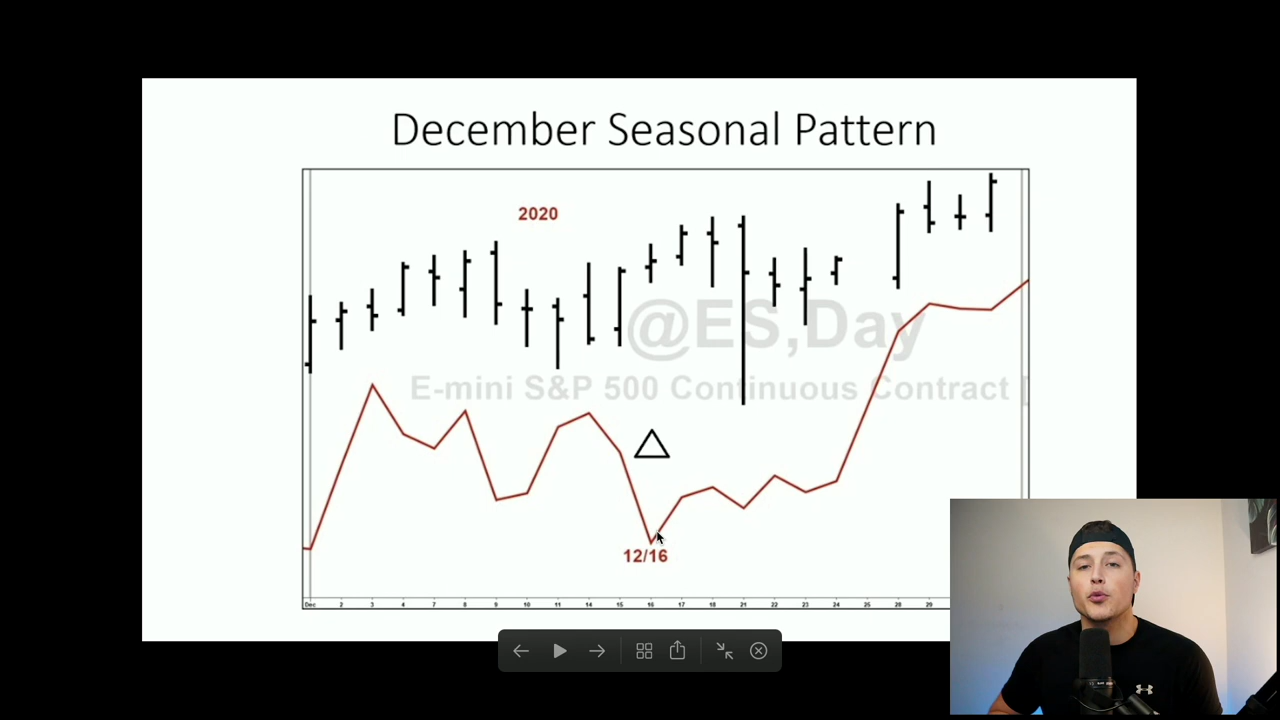 December Seasonal Pattern
2020
@ES,Day
E-mini S&P 500 Continuous Contract [
12/16
Dec 2 3 4 7 8 9 10 11 14 15 16 17 18 21 22 23 24 25 28 29